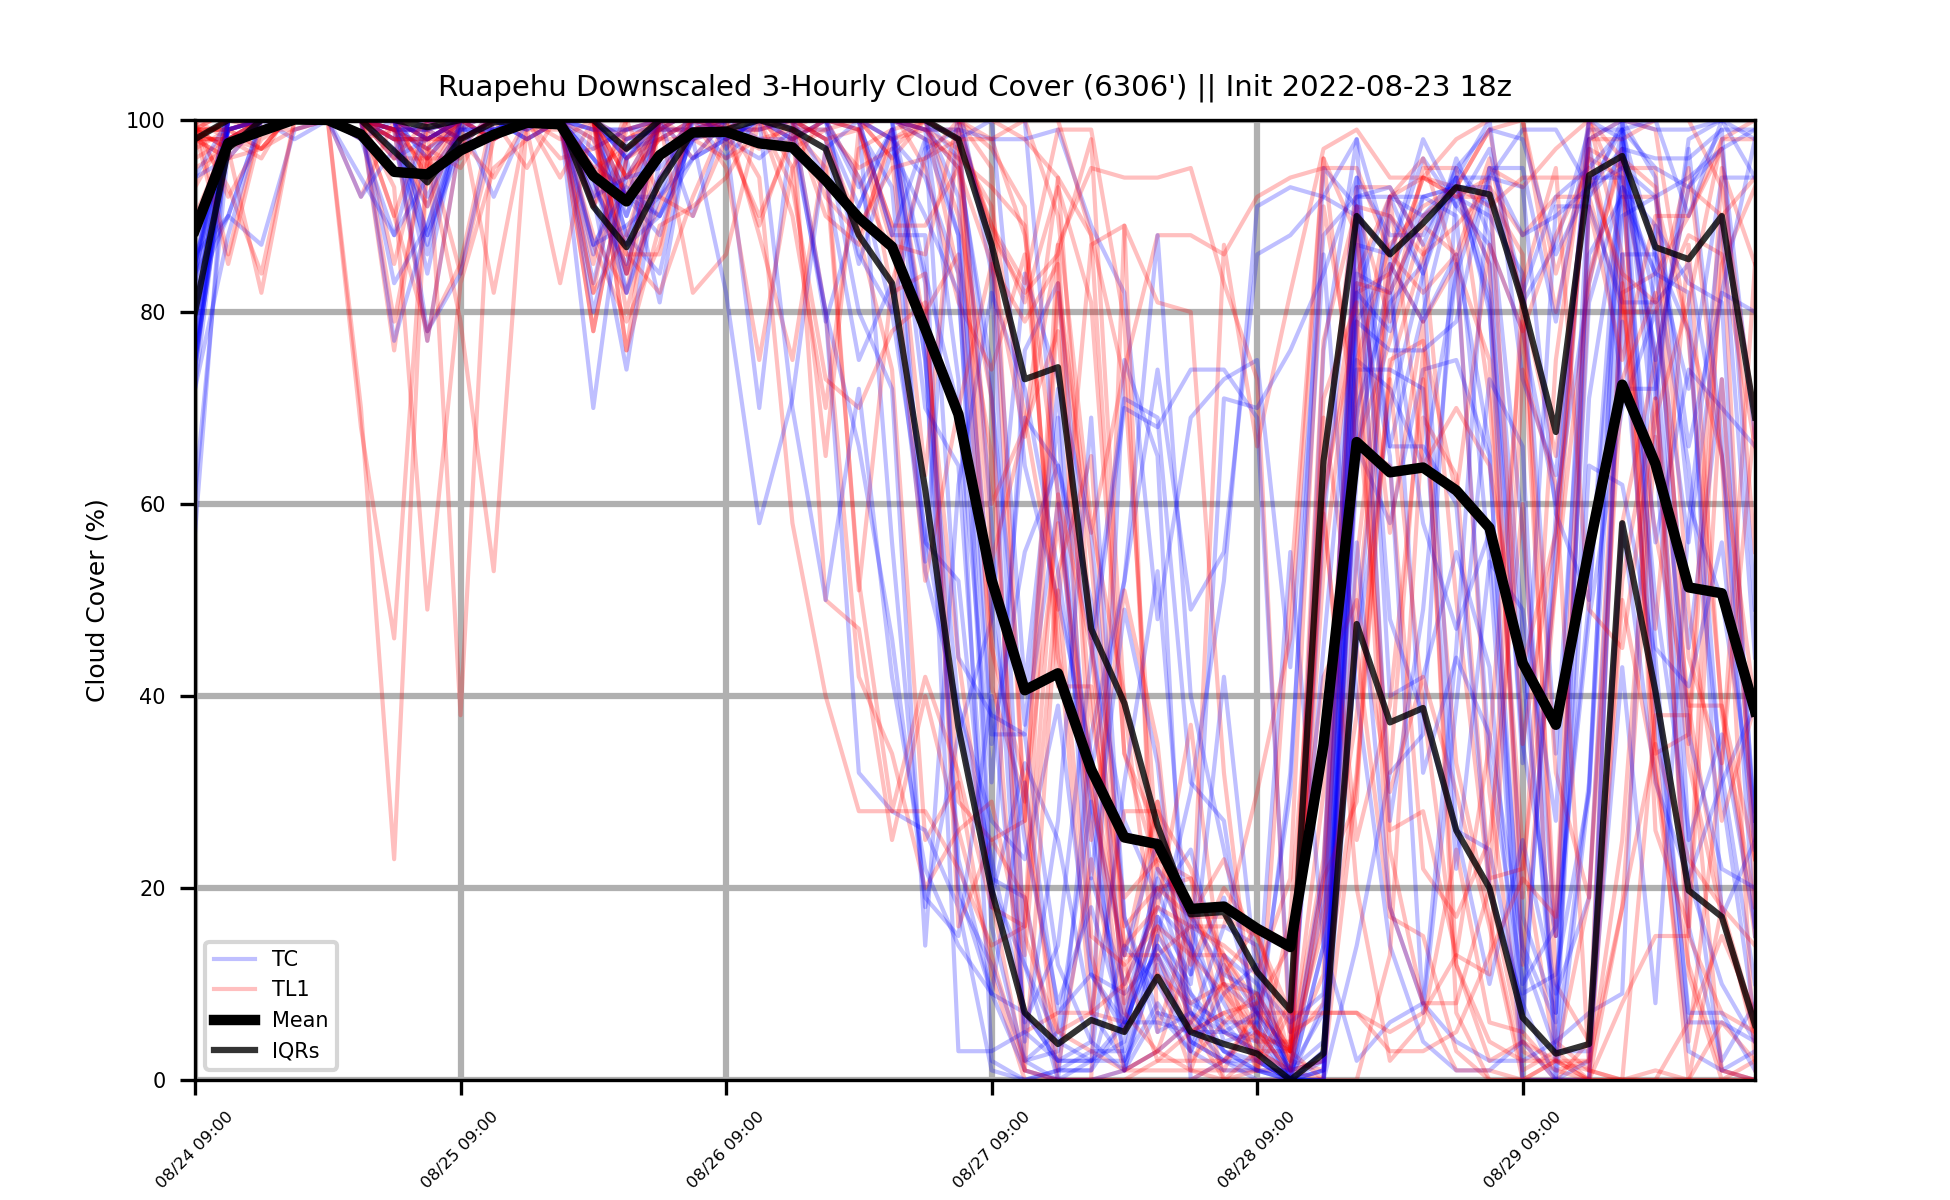 Ruapehu Downscaled 3-Hourly Cloud Cover (6306') || Init 2022-08-23 18z
Cloud Cover (%)
100
80
60
40
20
0
TC
TL1
Mean
IQRs
08/24 09:00
08/25 09:00
08/26 09:00
08/27 09:00
08/28 09:00
08/29 09:00